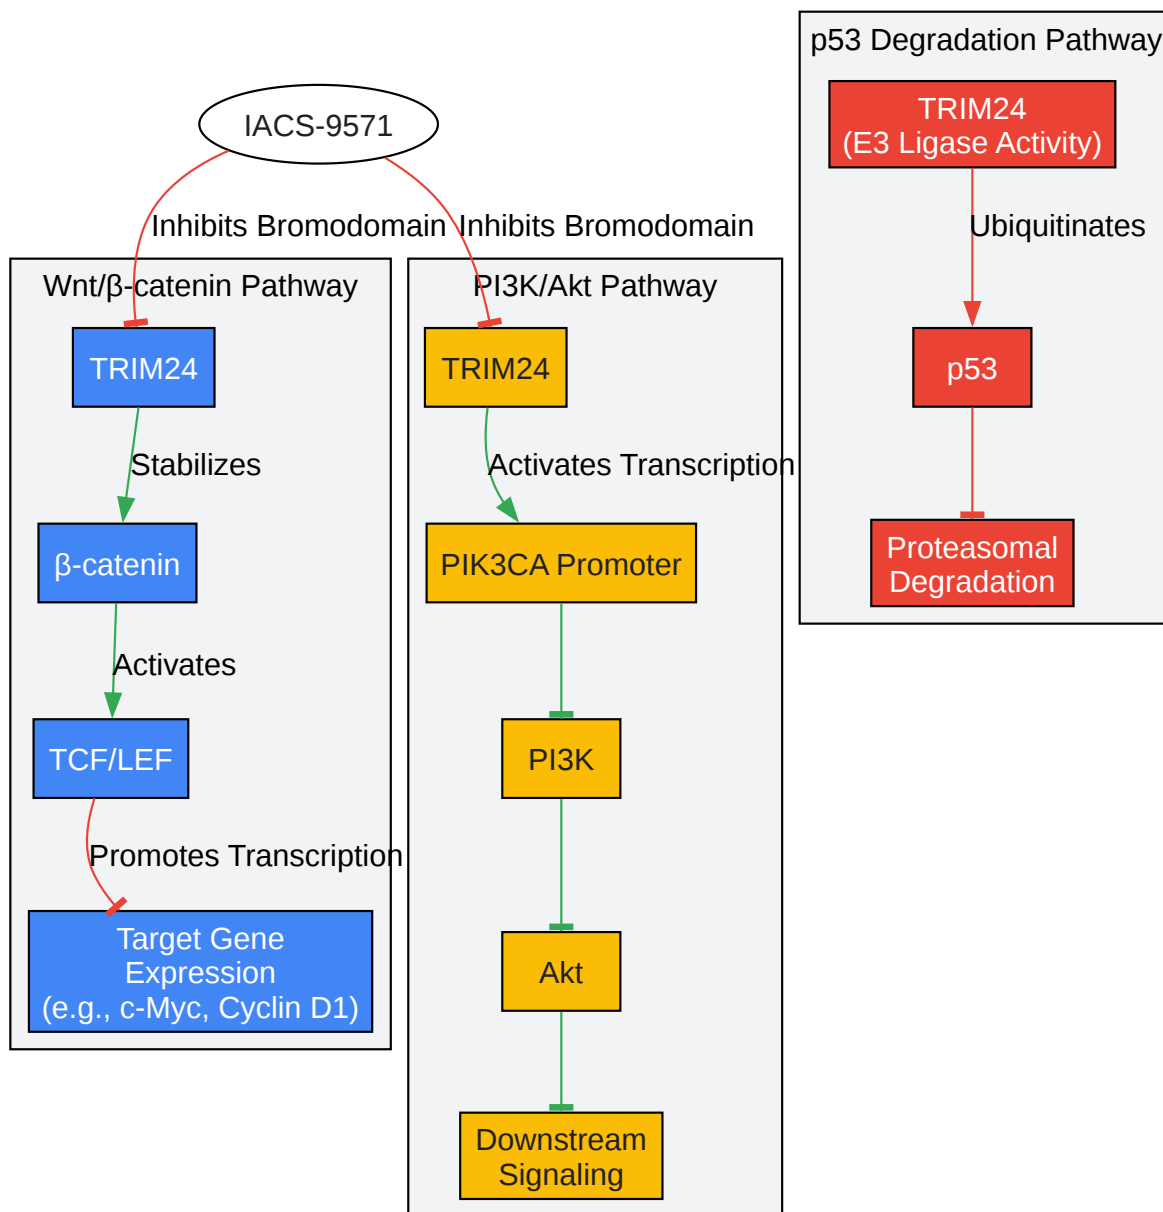 IACS-9571
Inhibits Bromodomain
Inhibits Bromodomain
Wnt/β-catenin Pathway
TRIM24
Stabilizes
β-catenin
Activates
TCF/LEF
Promotes Transcription
Target Gene
Expression
(e.g., c-Myc, Cyclin D1)
PI3K/Akt Pathway
TRIM24
Activates Transcription
PIK3CA Promoter
PI3K
Akt
Downstream
Signaling
p53 Degradation Pathway
TRIM24
(E3 Ligase Activity)
Ubiquitinates
p53
Proteasomal
Degradation